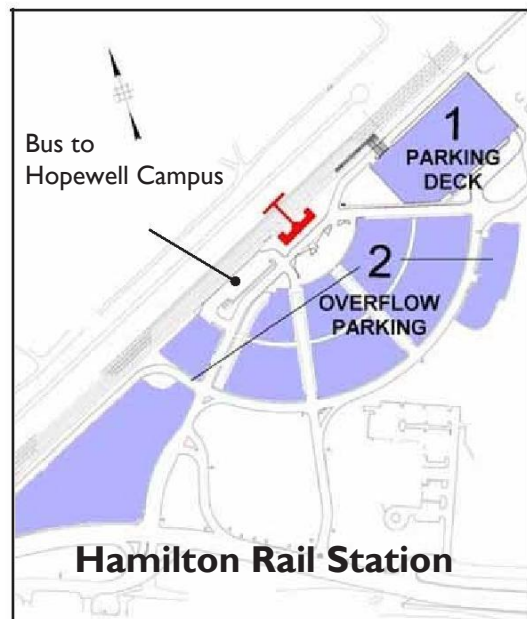 Bus to
Hopewell Campus
1
PARKING
DECK
2
OVERFLOW
PARKING
Hamilton Rail Station